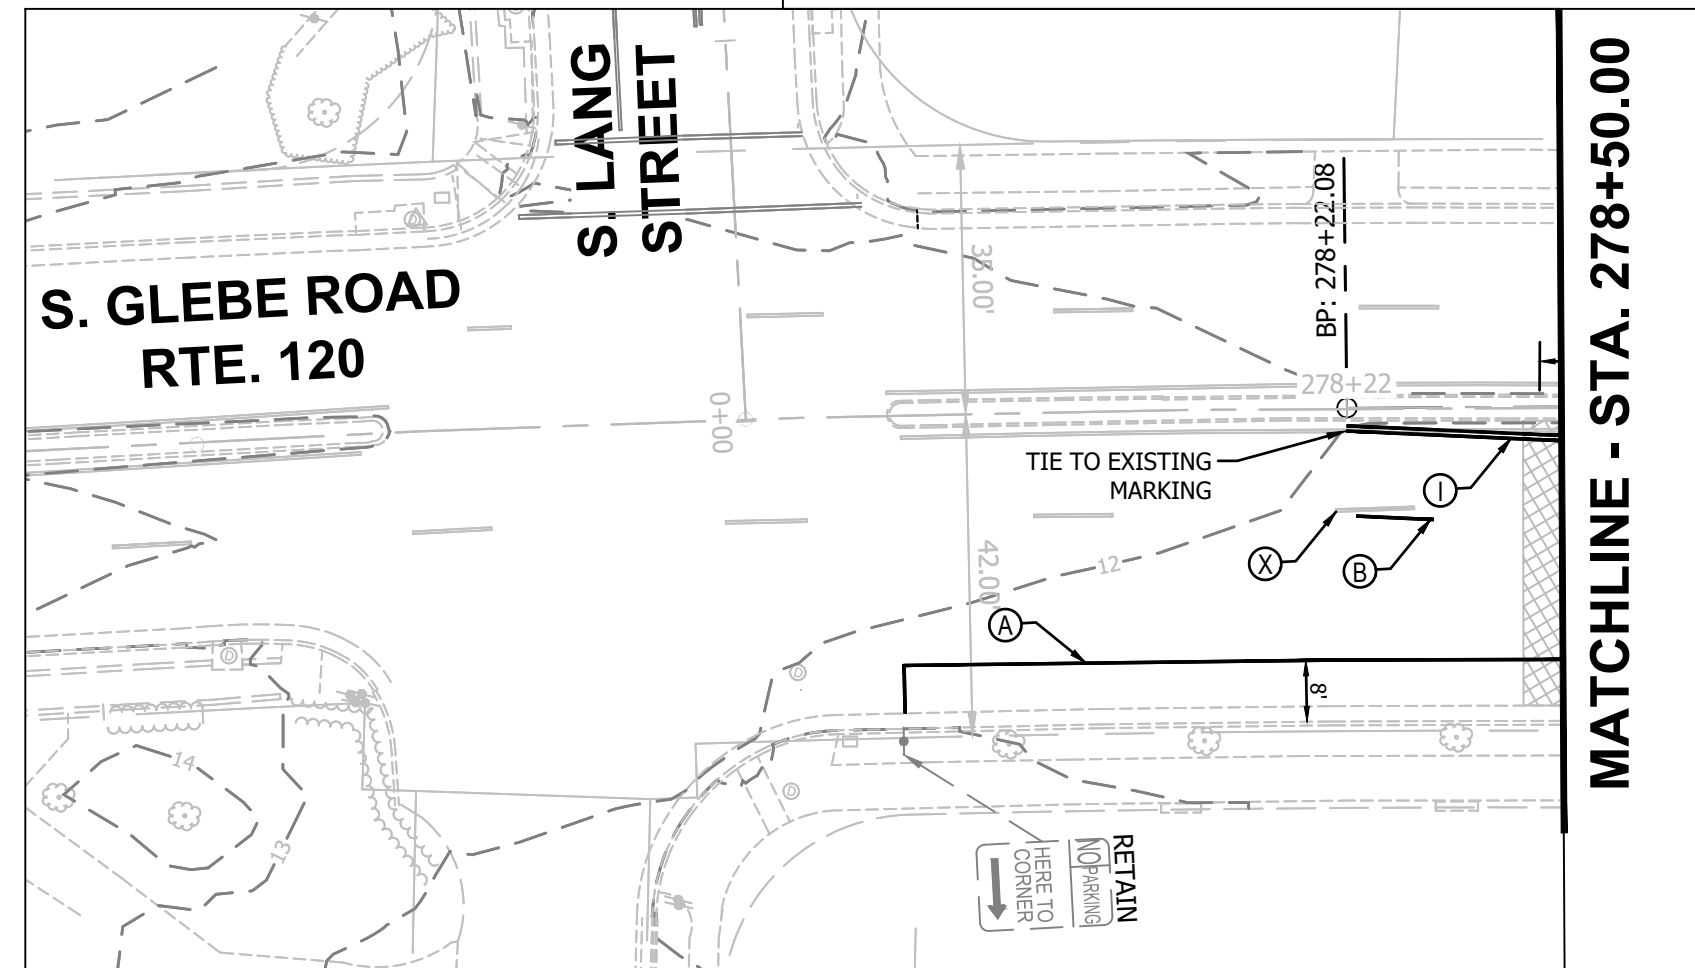 S. LANG
STREET
MATCHLINE - STA. 278+50.00
S. GLEBE ROAD
RTE. 120
35.00'
BP: 278+22.08
278+22
0+00
TIE TO EXISTING
MARKING
I
X
B
42.00'
12
A
8'
D
D
D
D
14
13
RETAIN
NO PARKING
HERE TO
CORNER